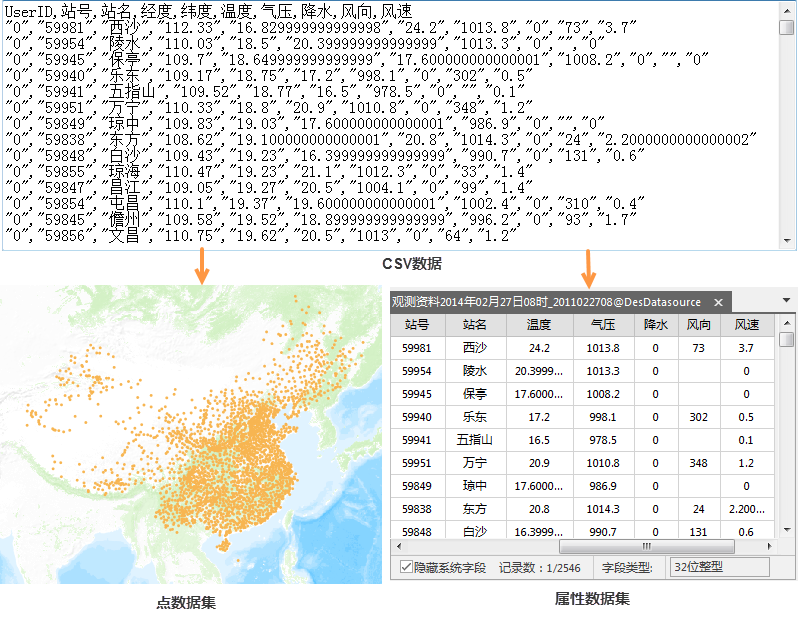 UserID,站号,站名,经度,纬度,温度,气压,降水,风向,风速
"0","59981","西沙","112.33","16.829999999999998","24.2","1013.8","0","73","3.7"
"0","59954","陵水","110.03","18.5","20.399999999999999","1013.3","0","","0"
"0","59945","保亭","109.7","18.649999999999999","17.600000000000001","1008.2","0","","0"
"0","59940","乐东","109.17","18.75","17.2","998.1","0","302","0.5"
"0","59941","五指山","109.52","18.77","16.5","978.5","0","","0.1"
"0","59951","万宁","110.33","18.8","20.9","1010.8","0","348","1.2"
"0","59849","琼中","109.83","19.03","17.600000000000001","986.9","0","","0"
"0","59838","东方","108.62","19.100000000000001","20.8","1014.3","0","24","2.2000000000000002"
"0","59848","白沙","109.43","19.23","16.399999999999999","990.7","0","131","0.6"
"0","59855","琼海","110.47","19.23","21.1","1012.3","0","33","1.4"
"0","59847","昌江","109.05","19.27","20.5","1004.1","0","99","1.4"
"0","59854","屯昌","110.1","19.37","19.600000000000001","1002.4","0","310","0.4"
"0","59845","儋州","109.58","19.52","18.899999999999999","996.2","0","93","1.7"
"0","59856","文昌","110.75","19.62","20.5","1013","0","64","1.2"
CSV数据
观测资料2014年02月27日08时_2011022708@DesDatasource
站号 站名 温度 气压 降水 风向 风速
59981 西沙 24.2 1013.8 0 73 3.7
59954 陵水 20.3999... 1013.3 0 0
59945 保亭 17.6000... 1008.2 0 0
59940 乐东 17.2 998.1 0 302 0.5
59941 五指山 16.5 978.5 0 0.1
59951 万宁 20.9 1010.8 0 348 1.2
59849 琼中 17.6000... 986.9 0 0
59838 东方 20.8 1014.3 0 24 2.200...
59848 白沙 16.3999... 990.7 0 131 0.6
隐藏系统字段 记录数：1/2546 字段类型: 32位整型
点数据集
属性数据集